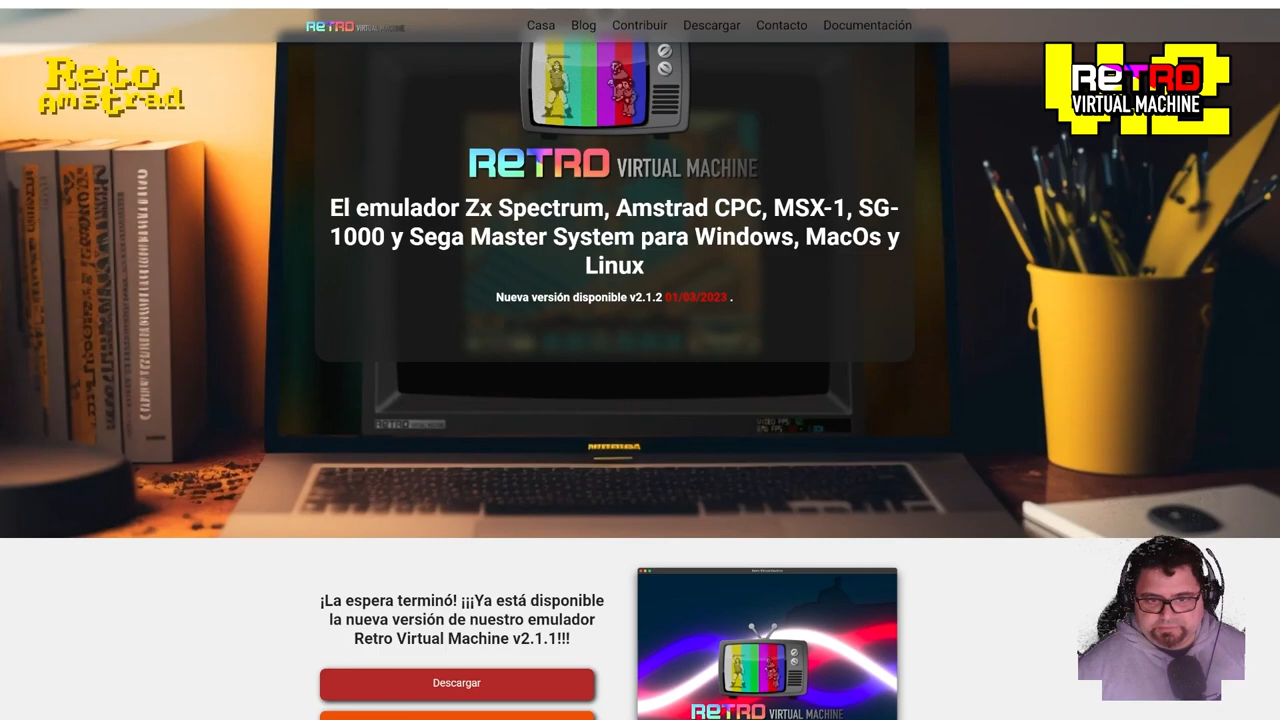 RETRO VIRTUAL MACHINE
Casa Blog Contribuir Descargar Contacto Documentación
Reto
Amstrad
V2
RETRO
VIRTUAL MACHINE
RETRO VIRTUAL MACHINE
El emulador Zx Spectrum, Amstrad CPC, MSX-1, SG-
1000 y Sega Master System para Windows, MacOs y
Linux
Nueva versión disponible v2.1.2 01/03/2023 .
RETRO VIRTUAL MACHINE
¡La espera terminó! ¡¡¡Ya está disponible
la nueva versión de nuestro emulador
Retro Virtual Machine v2.1.1!!!
Descargar
RETRO VIRTUAL MACHINE